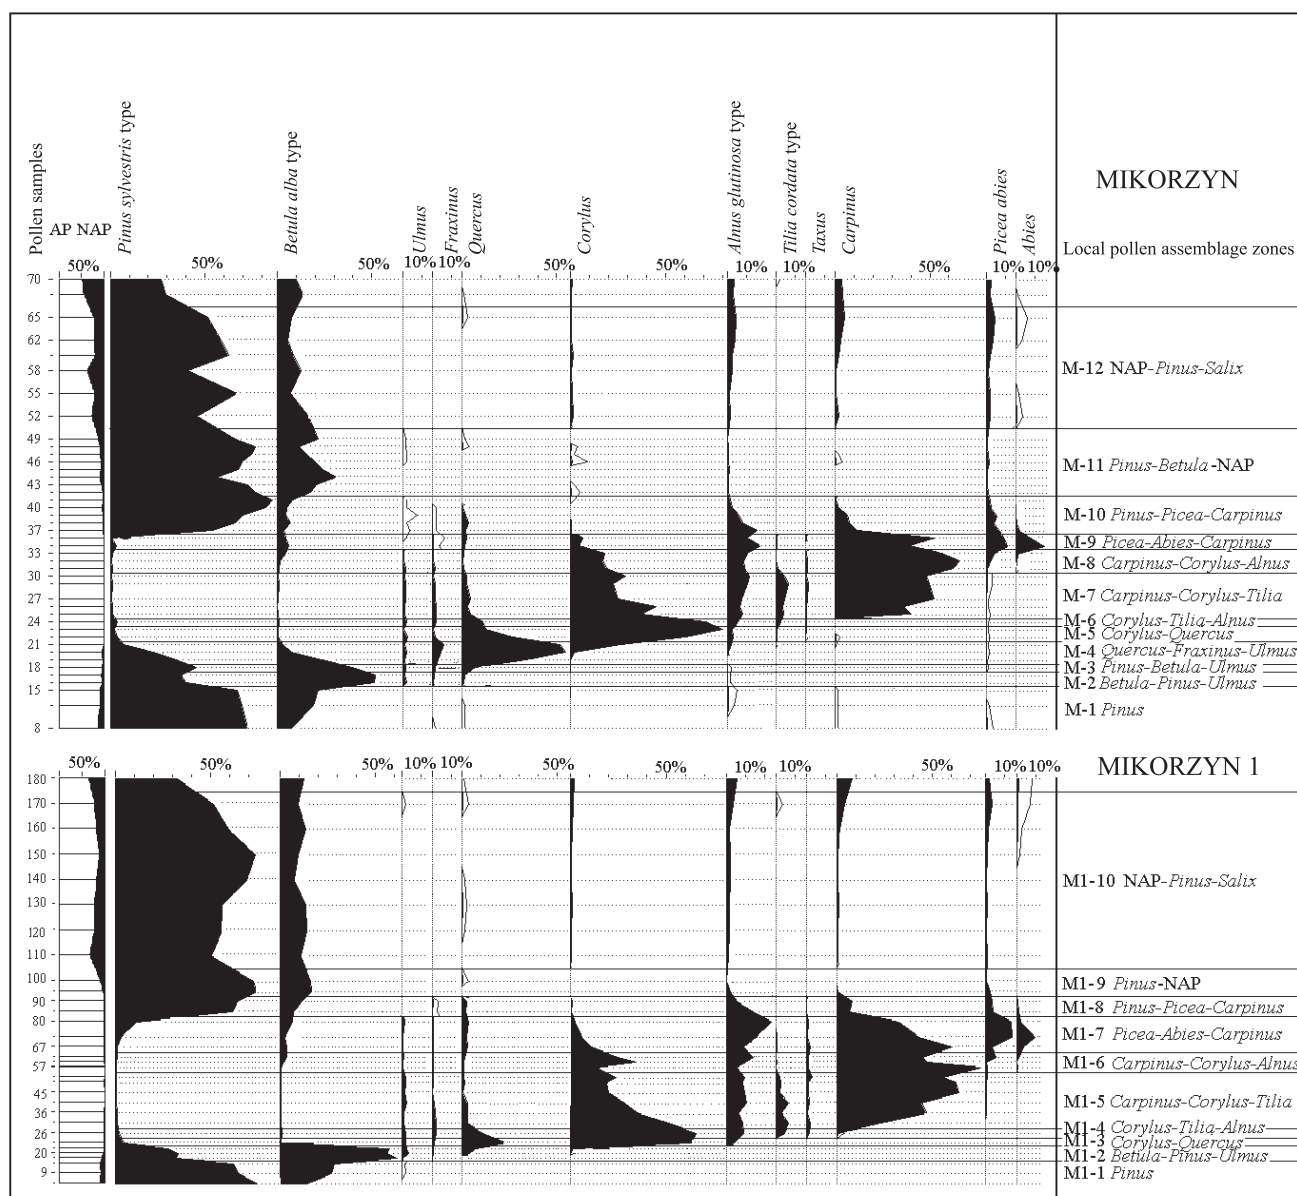 Pollen samples
AP NAP
Pinus sylvestris type
Betula alba type
Ulmus
Fraxinus
Quercus
Corylus
Alnus glutinosa type
Tilia cordata type
Taxus
Carpinus
Picea abies
Abies
MIKORZYN
Local pollen assemblage zones
50% 50% 50% 10% 10% 50% 50% 10% 10% 50% 10% 10%
70
65
62
58
55
52
49
46
43
40
37
33
30
27
24
21
18
15
8
M-12 NAP-Pinus-Salix
M-11 Pinus-Betula-NAP
M-10 Pinus-Picea-Carpinus
M-9 Picea-Abies-Carpinus
M-8 Carpinus-Corylus-Alnus
M-7 Carpinus-Corylus-Tilia
M-6 Corylus-Tilia-Alnus
M-5 Corylus-Quercus
M-4 Quercus-Fraxinus-Ulmus
M-3 Pinus-Betula-Ulmus
M-2 Betula-Pinus-Ulmus
M-1 Pinus
MIKORZYN 1
50% 50% 50% 10% 10% 50% 50% 10% 10% 50% 10% 10%
180
170
160
150
140
130
120
110
100
90
80
67
57
45
36
26
20
9
M1-10 NAP-Pinus-Salix
M1-9 Pinus-NAP
M1-8 Pinus-Picea-Carpinus
M1-7 Picea-Abies-Carpinus
M1-6 Carpinus-Corylus-Alnus
M1-5 Carpinus-Corylus-Tilia
M1-4 Corylus-Tilia-Alnus
M1-3 Corylus-Quercus
M1-2 Betula-Pinus-Ulmus
M1-1 Pinus